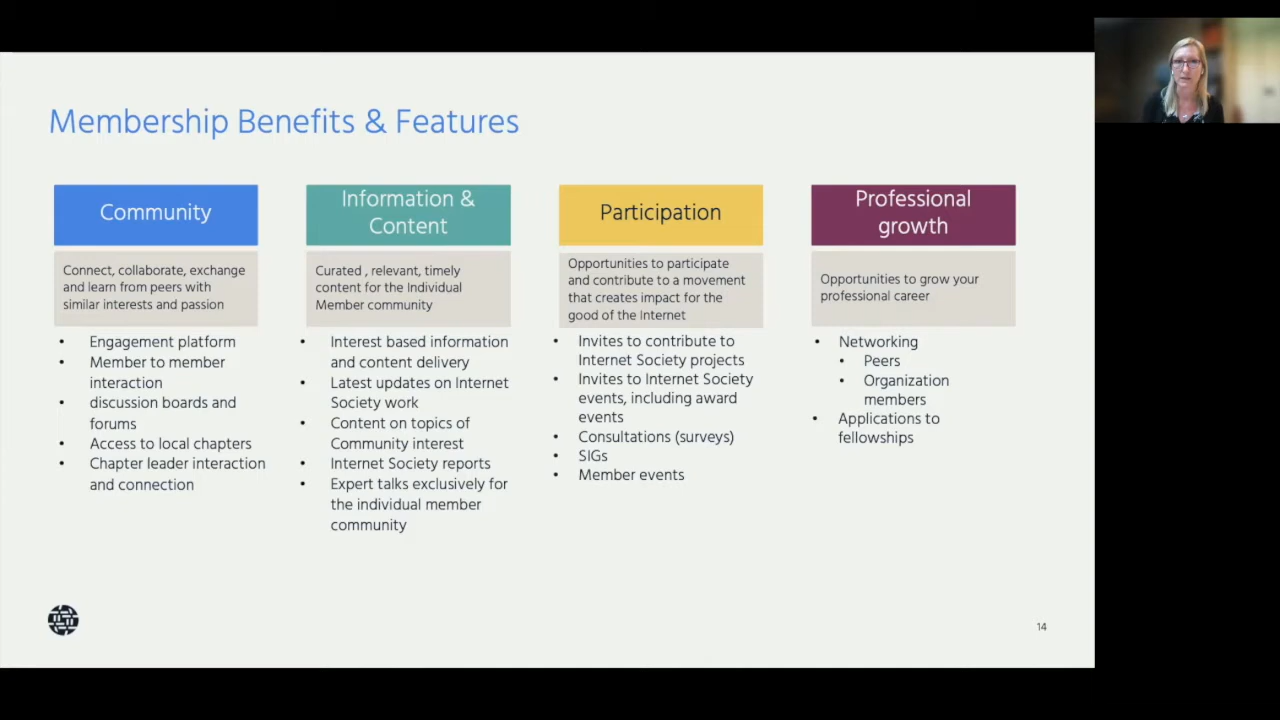 Membership Benefits & Features
Community
Connect, collaborate, exchange
and learn from peers with
similar interests and passion
• Engagement platform
• Member to member
interaction
• discussion boards and
forums
• Access to local chapters
• Chapter leader interaction
and connection
Information &
Content
Curated , relevant, timely
content for the Individual
Member community
• Interest based information
and content delivery
• Latest updates on Internet
Society work
• Content on topics of
Community interest
• Internet Society reports
• Expert talks exclusively for
the individual member
community
Participation
Opportunities to participate
and contribute to a movement
that creates impact for the
good of the Internet
• Invites to contribute to
Internet Society projects
• Invites to Internet Society
events, including award
events
• Consultations (surveys)
• SIGs
• Member events
Professional
growth
Opportunities to grow your
professional career
• Networking
• Peers
• Organization
members
• Applications to
fellowships
14